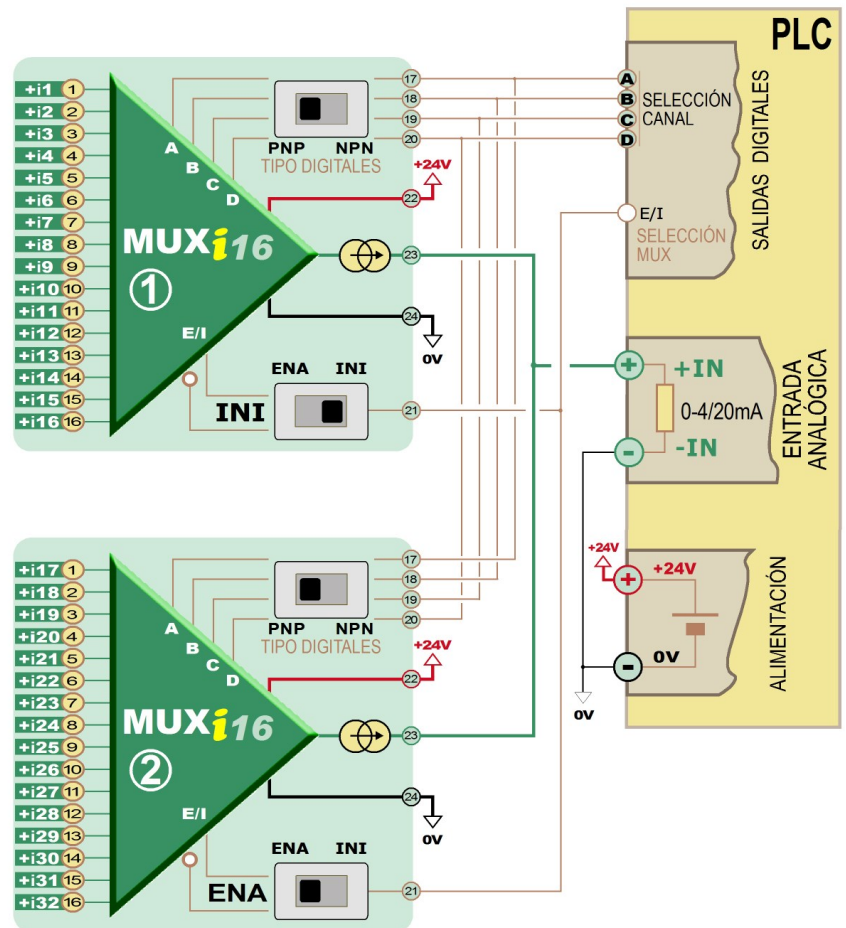 PLC
+i1 1
+i2 2
+i3 3
+i4 4
+i5 5
+i6 6
+i7 7
+i8 8
+i9 9
+i10 10
+i11 11
+i12 12
+i13 13
+i14 14
+i15 15
+i16 16
A
B
C
D
MUXi16
1
E/I
PNP NPN
TIPO DIGITALES
17
18
19
20
+24V
22
23
24
0V
ENA INI
INI
21
A
B SELECCIÓN
C CANAL
D
E/I
SELECCIÓN
MUX
SALIDAS DIGITALES
+ +IN
0-4/20mA
- -IN
ENTRADA
ANALÓGICA
+24V
+ +24V
- 0V
0V
ALIMENTACIÓN
+i17 1
+i18 2
+i19 3
+i20 4
+i21 5
+i22 6
+i23 7
+i24 8
+i25 9
+i26 10
+i27 11
+i28 12
+i29 13
+i30 14
+i31 15
+i32 16
A
B
C
D
MUXi16
2
E/I
PNP NPN
TIPO DIGITALES
17
18
19
20
+24V
22
23
24
0V
ENA INI
ENA
21